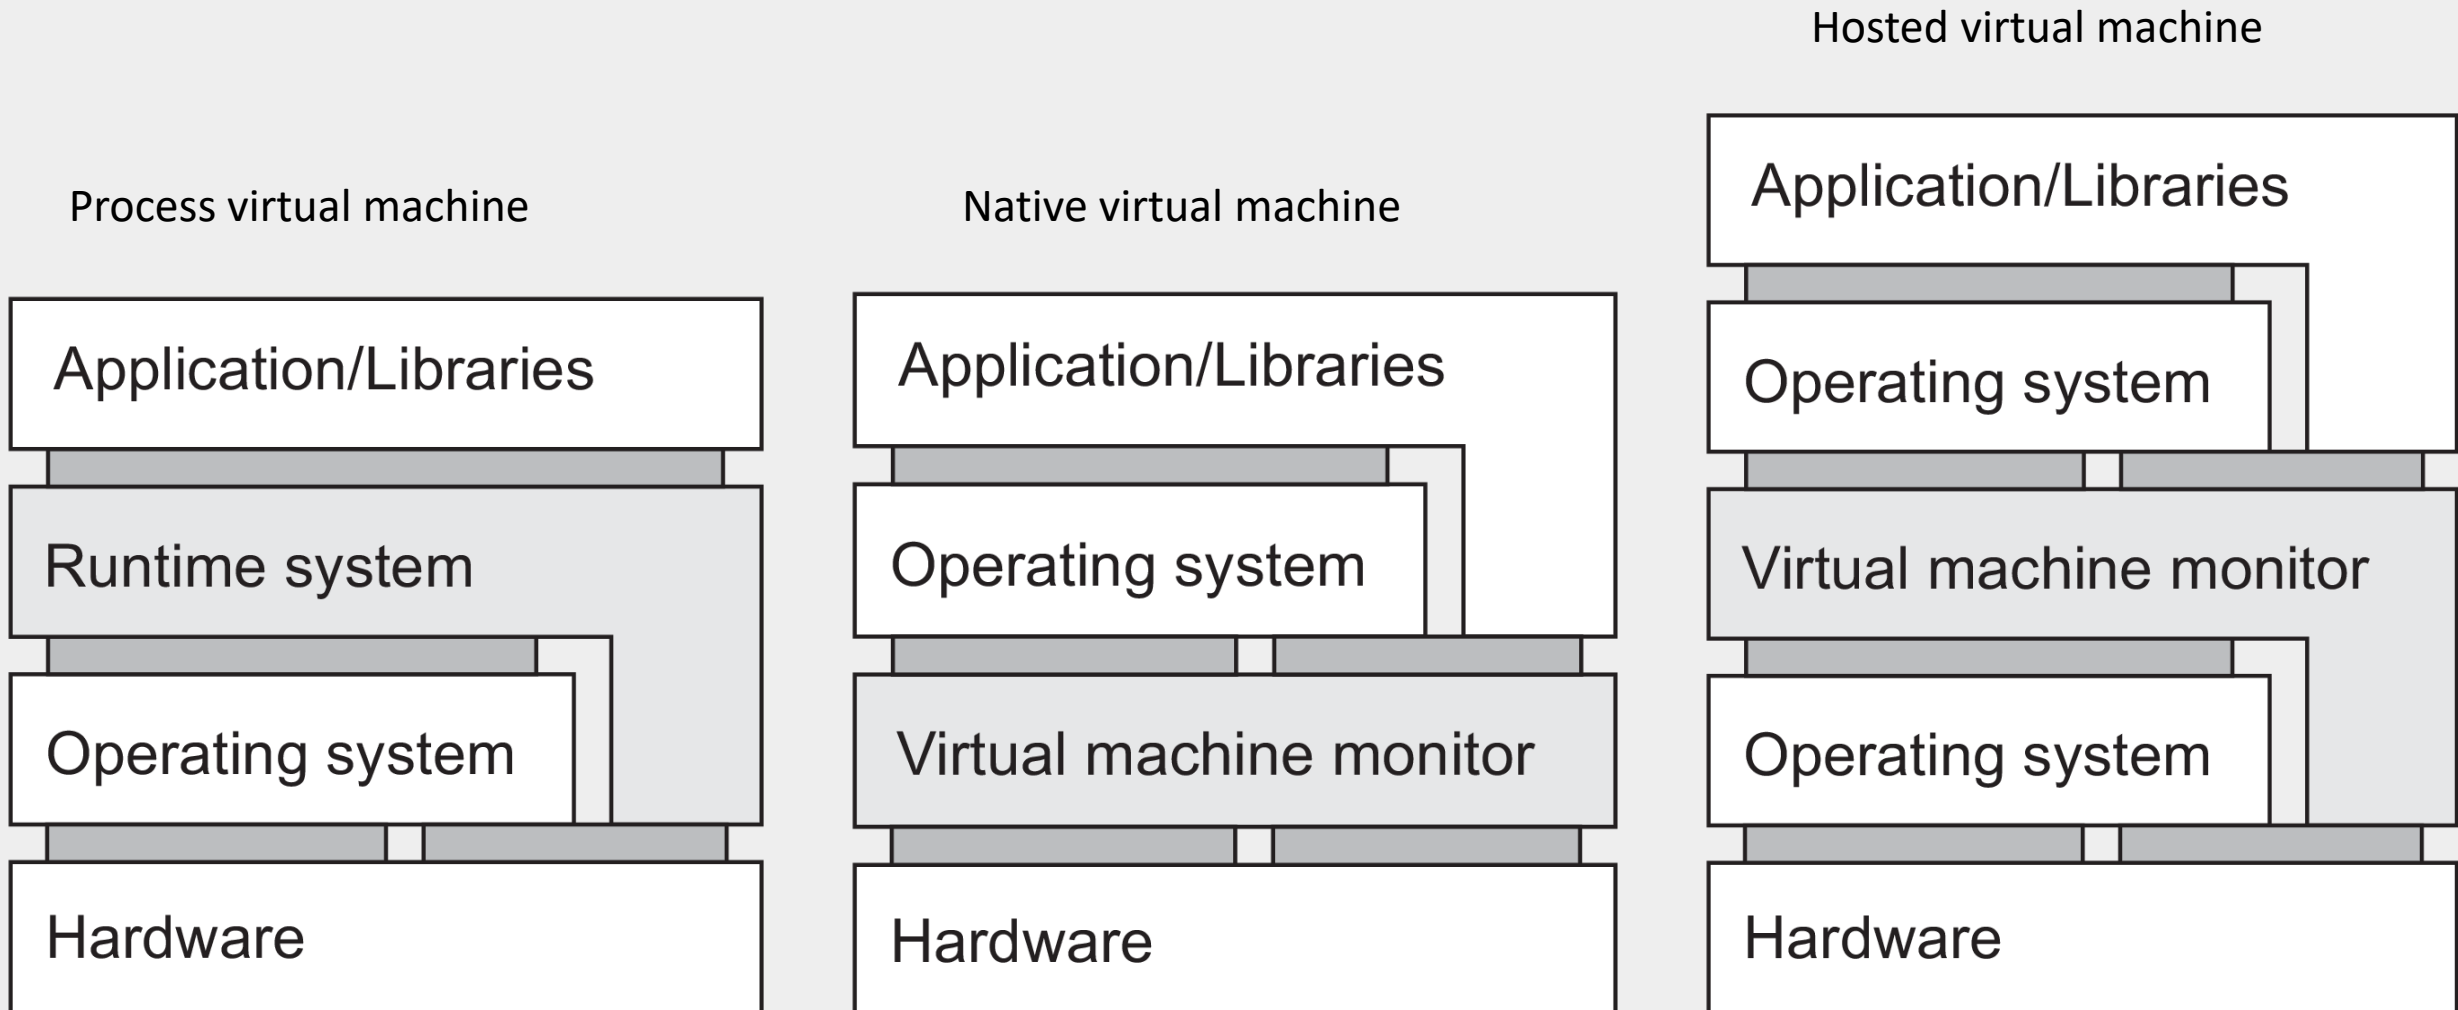 Process virtual machine
Application/Libraries
Runtime system
Operating system
Hardware
Native virtual machine
Application/Libraries
Operating system
Virtual machine monitor
Hardware
Hosted virtual machine
Application/Libraries
Operating system
Virtual machine monitor
Operating system
Hardware